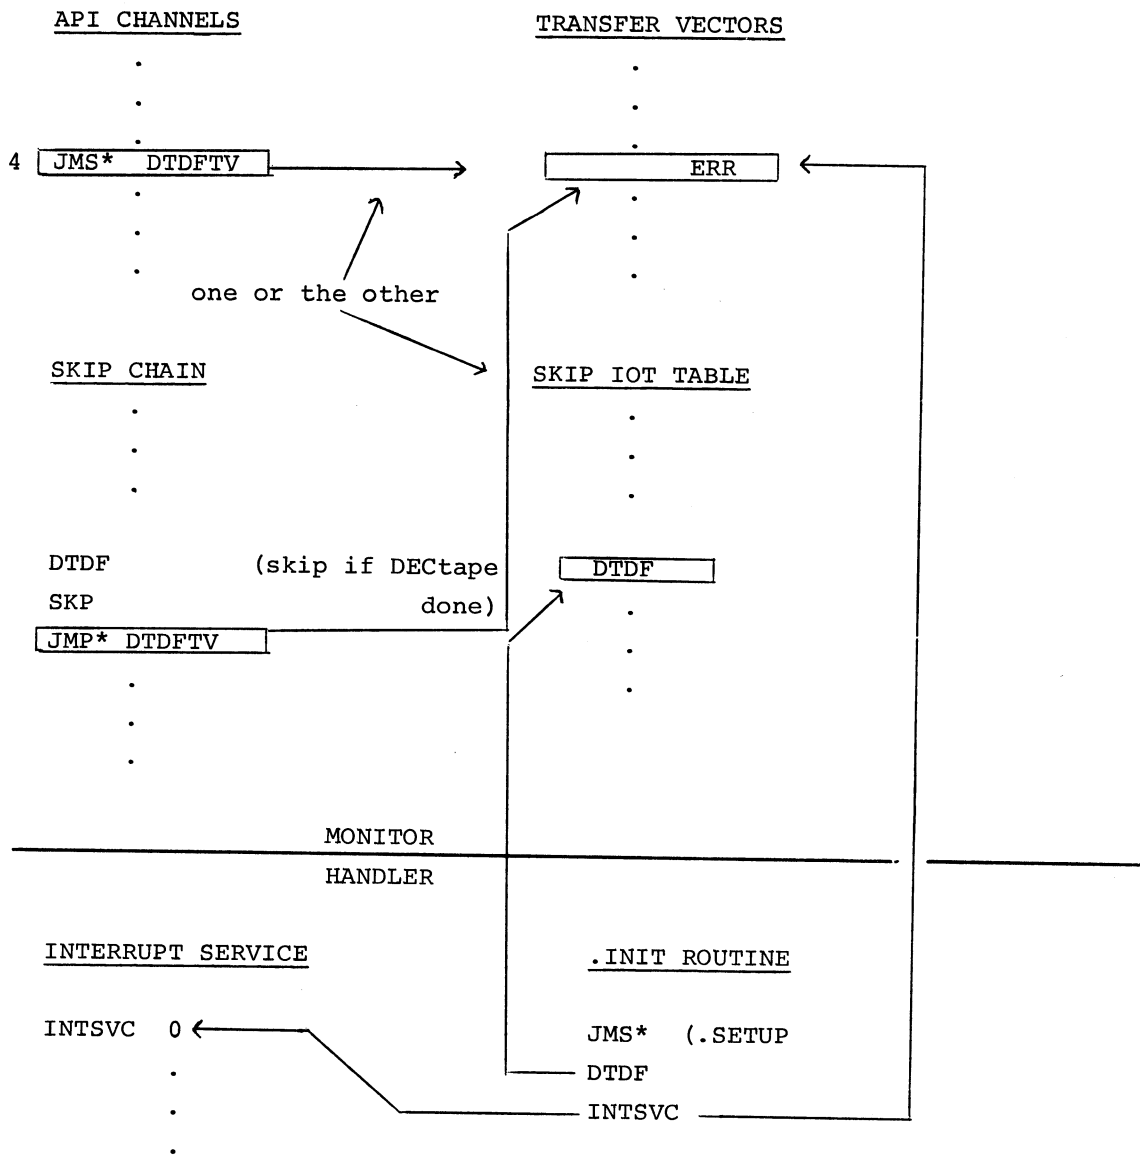 API CHANNELS
TRANSFER VECTORS
4 JMS* DTDFTV
ERR
one or the other
SKIP CHAIN
SKIP IOT TABLE
DTDF (skip if DECtape
SKP done)
JMP* DTDFTV
DTDF
MONITOR
HANDLER
INTERRUPT SERVICE
.INIT ROUTINE
INTSVC 0
JMS* (.SETUP
DTDF
INTSVC